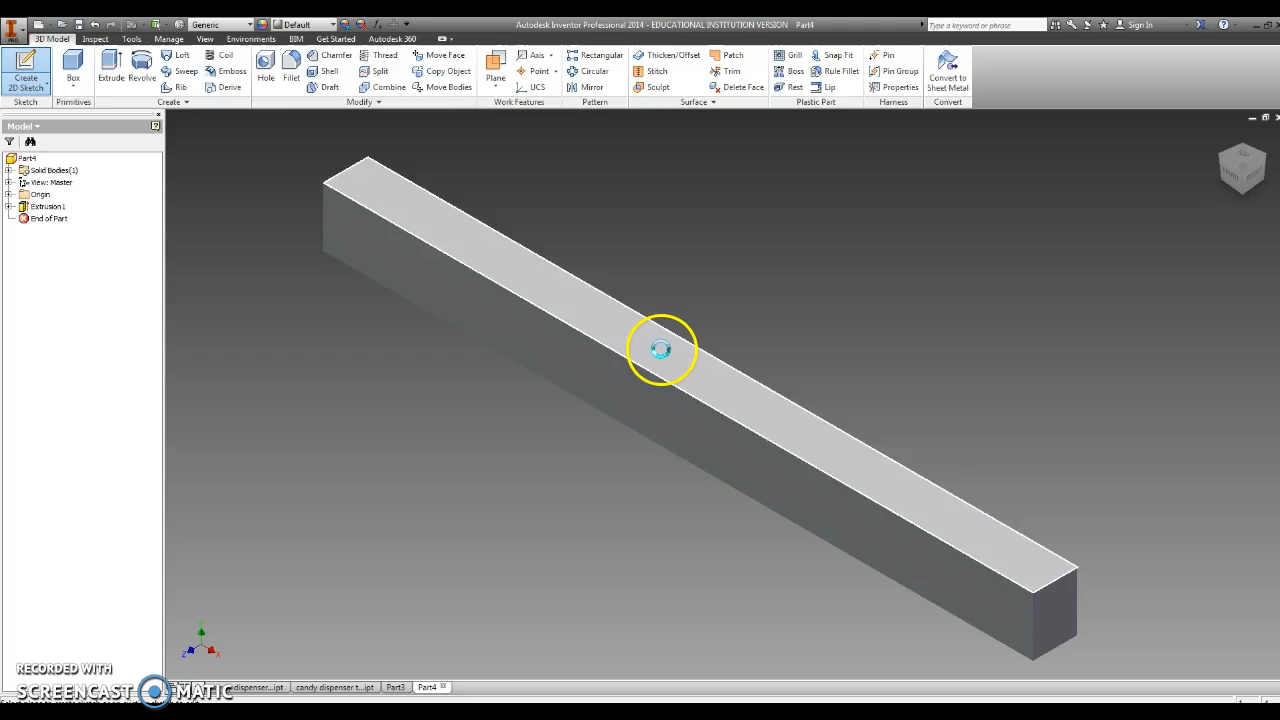 Generic
Default
Autodesk Inventor Professional 2014 - EDUCATIONAL INSTITUTION VERSION Part4
Type a keyword or phrase
Sign In
PRO
3D Model
Inspect
Tools
Manage
View
Environments
BIM
Get Started
Autodesk 360
Create
2D Sketch
Box
Extrude
Revolve
Loft
Sweep
Rib
Coil
Emboss
Derive
Hole
Fillet
Chamfer
Shell
Draft
Thread
Split
Combine
Move Face
Copy Object
Move Bodies
Plane
Axis
Point
UCS
Rectangular
Circular
Mirror
Thicken/Offset
Stitch
Sculpt
Patch
Trim
Delete Face
Grill
Boss
Rest
Snap Fit
Rule Fillet
Lip
Pin
Pin Group
Properties
Convert to
Sheet Metal
Sketch
Primitives
Create
Modify
Work Features
Pattern
Surface
Plastic Part
Harness
Convert
Model
Part4
Solid Bodies(1)
View: Master
Origin
Extrusion1
End of Part
Y
Z
X
RECORDED WITH
SCREENCAST MATIC
dispenser...ipt
candy dispenser t...ipt
Part3
Part4